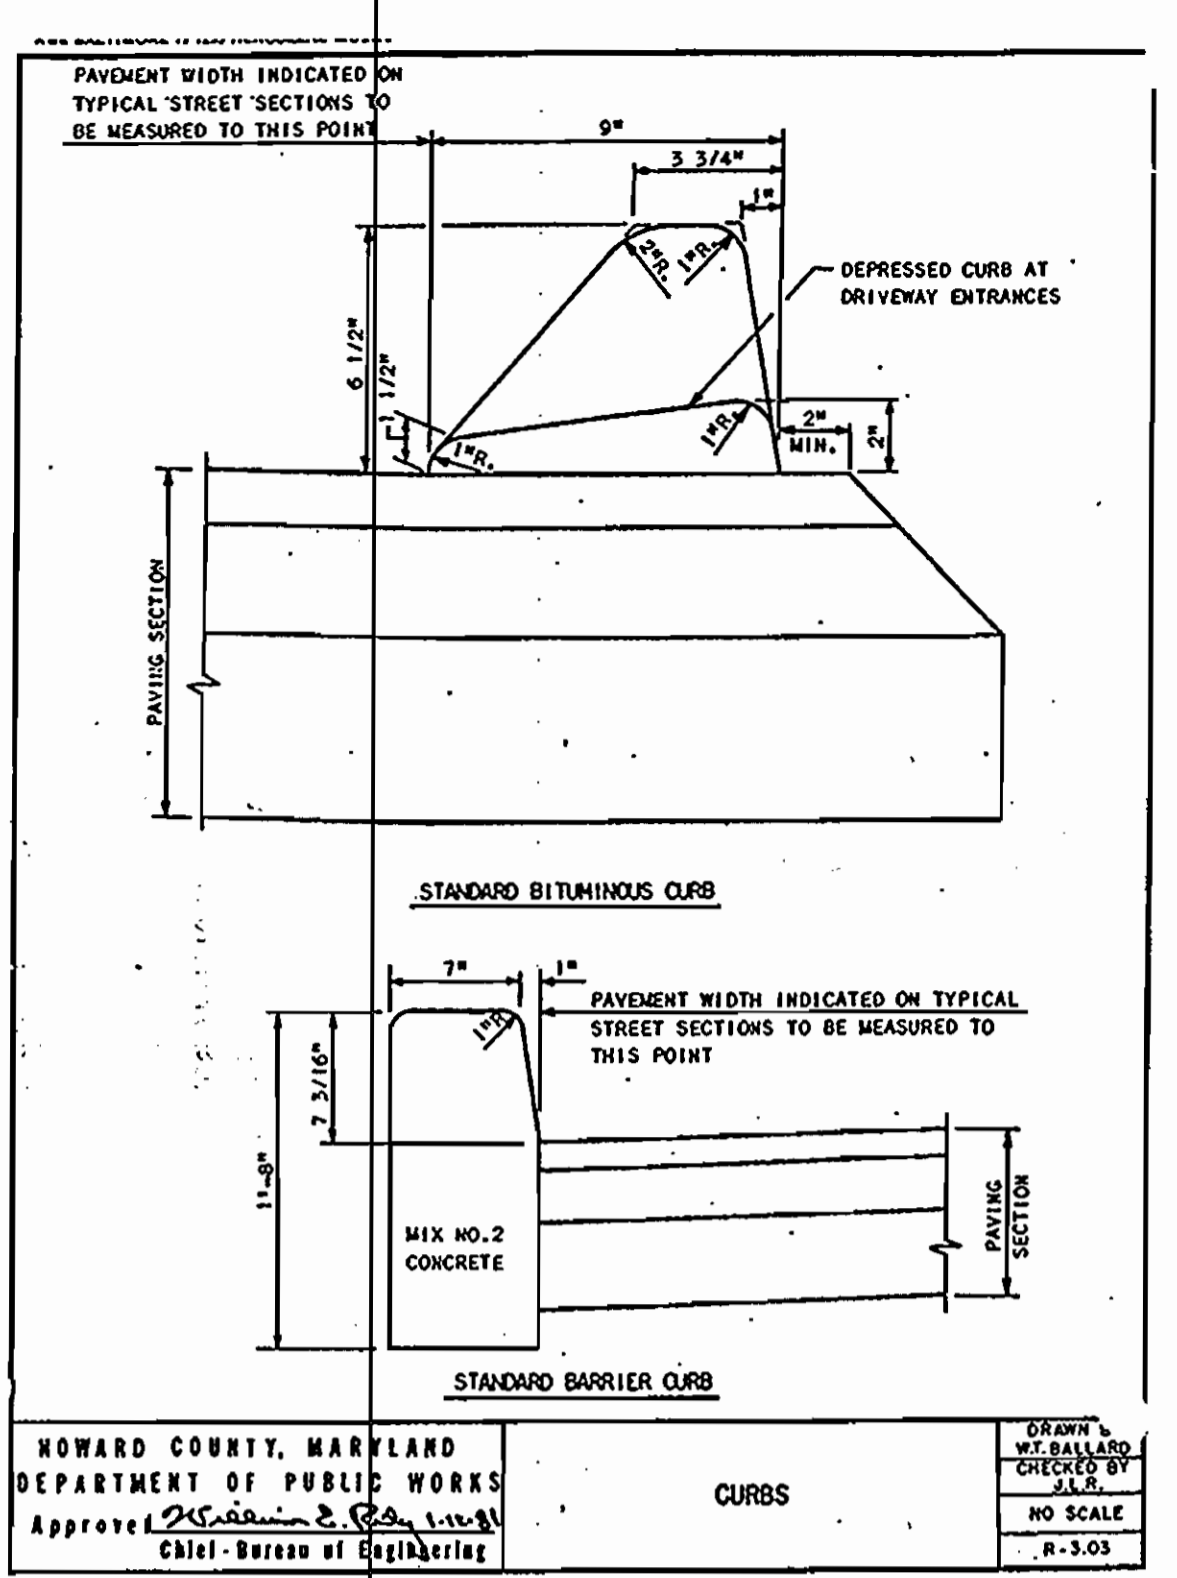 PAVEMENT WIDTH INDICATED ON
TYPICAL STREET SECTIONS TO
BE MEASURED TO THIS POINT
9"
3 3/4"
1"
2"R.
1"R.
DEPRESSED CURB AT
DRIVEWAY ENTRANCES
6 1/2"
1 1/2"
1"R.
1"R.
2"
MIN.
2"
PAVING SECTION
STANDARD BITUMINOUS CURB
7"
1"
PAVEMENT WIDTH INDICATED ON TYPICAL
STREET SECTIONS TO BE MEASURED TO
THIS POINT
1"R
7 3/16"
1'-8"
MIX NO.2
CONCRETE
PAVING
SECTION
STANDARD BARRIER CURB
HOWARD COUNTY, MARYLAND
DEPARTMENT OF PUBLIC WORKS
Approved William E. 1-12-81
Chief-Bureau of Engineering
CURBS
DRAWN
W.T. BALLARD
CHECKED BY
J.L.R.
NO SCALE
R-3.03